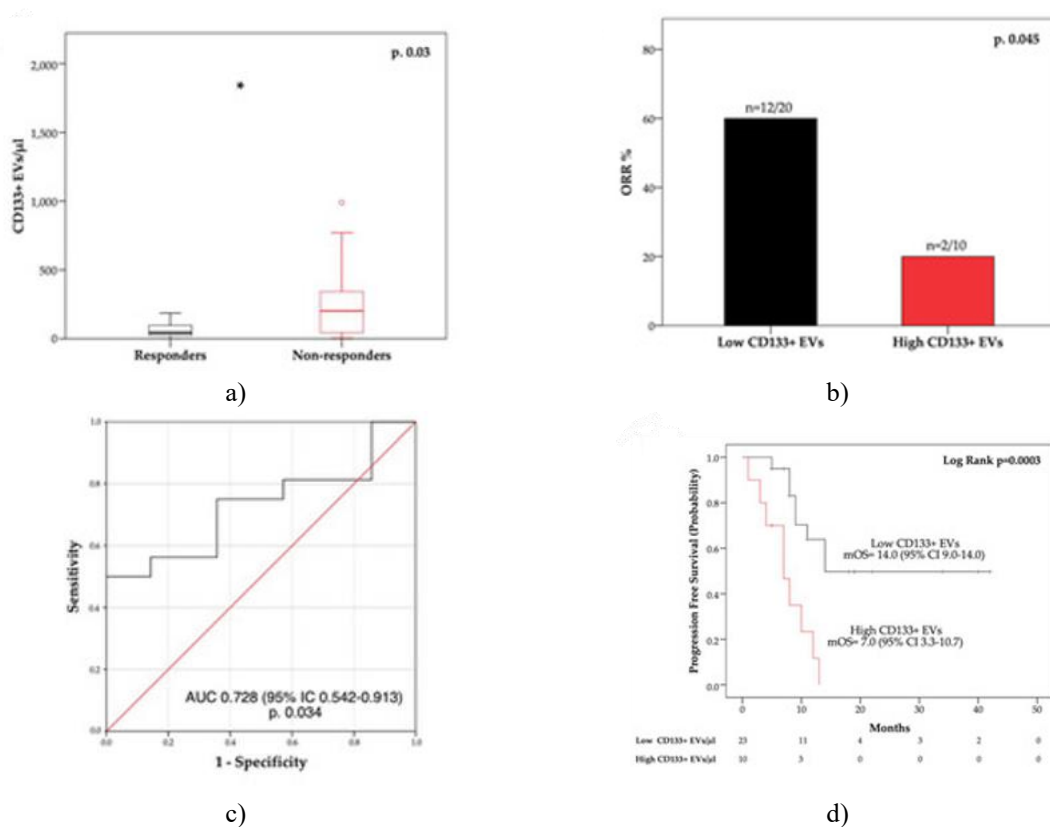 p. 0.03
2,000
1,500
1,000
500
0
CD133+ EVs/µl
*
Responders
Non-responders
a)
p. 0.045
80
60
40
20
0
ORR %
n=12/20
n=2/10
Low CD133+ EVs
High CD133+ EVs
b)
1.0
0.8
0.6
0.4
0.2
0.0
Sensitivity
AUC 0.728 (95% IC 0.542-0.913)
p. 0.034
0.0 0.2 0.4 0.6 0.8 1.0
1 - Specificity
c)
Log Rank p=0.0003
1.0
0.8
0.6
0.4
0.2
0.0
Progression Free Survival (Probability)
Low CD133+ EVs
mOS= 14.0 (95% CI 9.0-14.0)
High CD133+ EVs
mOS= 7.0 (95% CI 3.3-10.7)
0 10 20 30 40 50
Months
Low CD133+ EVs/µl 23 11 4 3 2 0
High CD133+ EVs/µl 10 3 0 0 0 0
d)